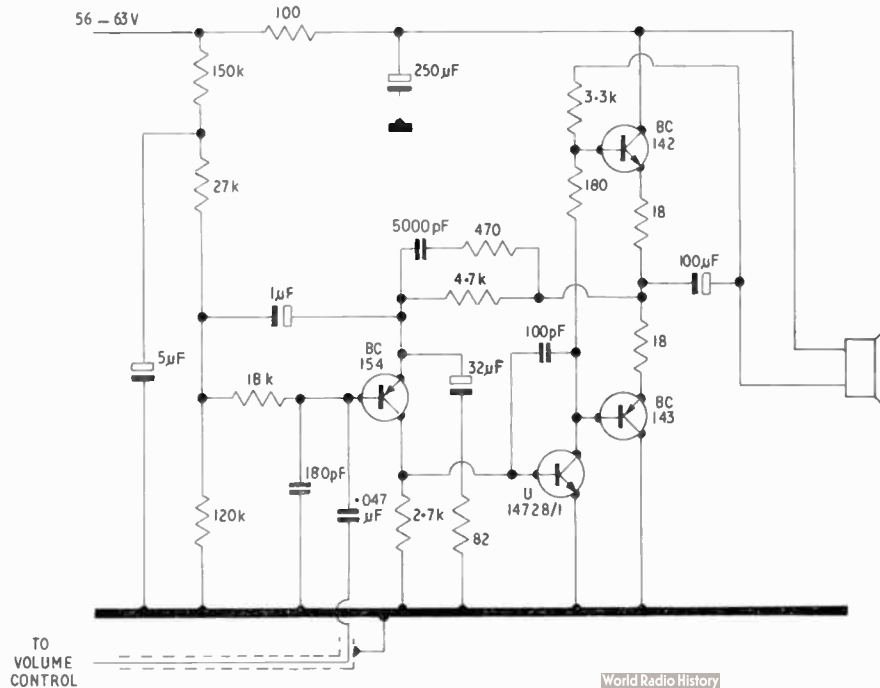 56 – 63V
100
150k
250µF
3·3k
BC
142
27k
180
5000pF
470
18
4·7k
100µF
1µF
100pF
18
5µF
BC
154
32µF
18k
BC
143
180pF
·047
µF
U
14728/1
120k
2·7k
82
TO
VOLUME
CONTROL
World Radio History